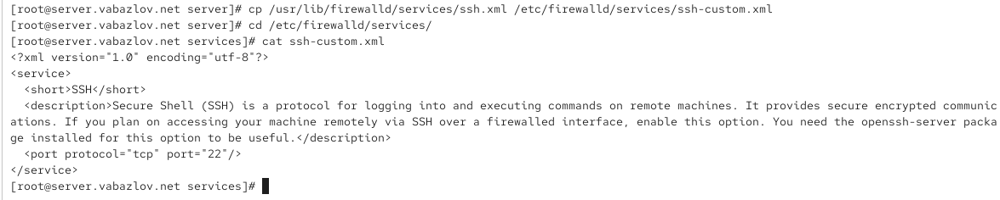 [root@server.vabazlov.net server]# cp /usr/lib/firewalld/services/ssh.xml /etc/firewalld/services/ssh-custom.xml
[root@server.vabazlov.net server]# cd /etc/firewalld/services/
[root@server.vabazlov.net services]# cat ssh-custom.xml
<?xml version="1.0" encoding="utf-8"?>
<service>
  <short>SSH</short>
  <description>Secure Shell (SSH) is a protocol for logging into and executing commands on remote machines. It provides secure encrypted communic
ations. If you plan on accessing your machine remotely via SSH over a firewalled interface, enable this option. You need the openssh-server packa
ge installed for this option to be useful.</description>
  <port protocol="tcp" port="22"/>
</service>
[root@server.vabazlov.net services]#